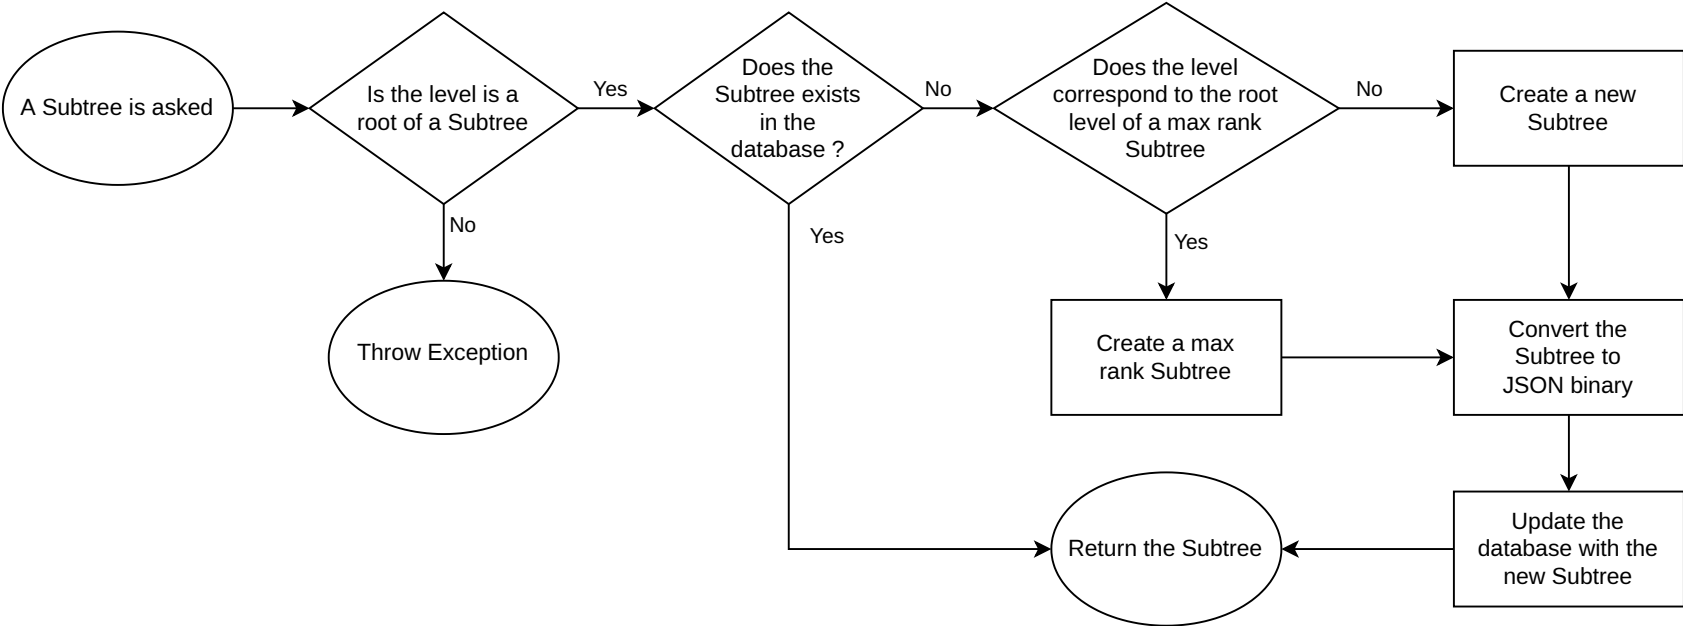 A Subtree is asked
Is the level is a
root of a Subtree
Yes
No
Throw Exception
Does the
Subtree exists
in the
database ?
No
Yes
Does the level
correspond to the root
level of a max rank
Subtree
No
Yes
Create a new
Subtree
Create a max
rank Subtree
Convert the
Subtree to
JSON binary
Return the Subtree
Update the
database with the
new Subtree